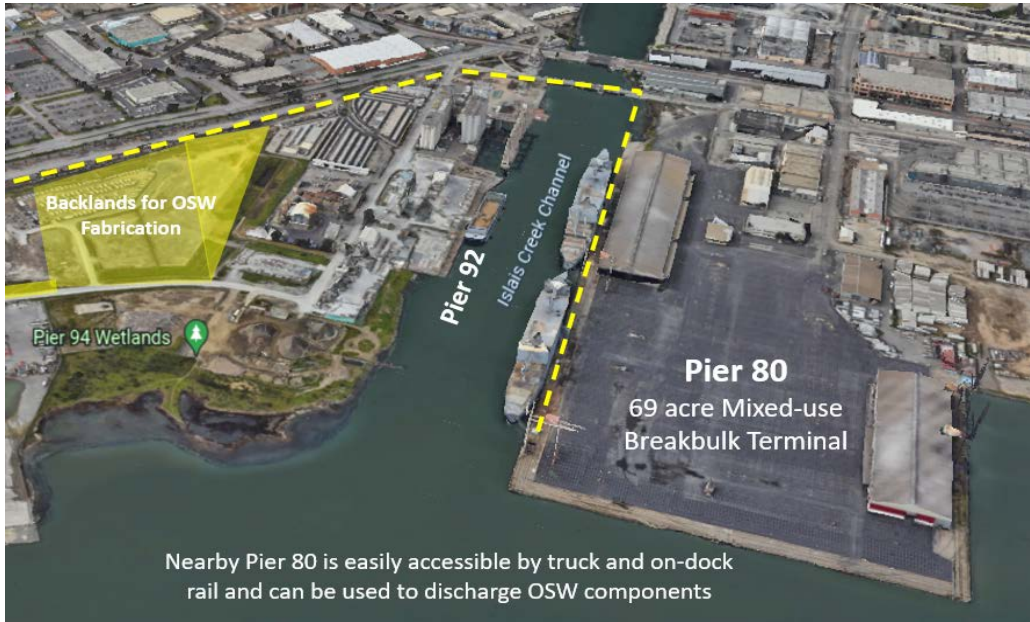 Backlands for OSW
Fabrication
Pier 92
Islais Creek Channel
Pier 94 Wetlands
Pier 80
69 acre Mixed-use
Breakbulk Terminal
Nearby Pier 80 is easily accessible by truck and on-dock
rail and can be used to discharge OSW components